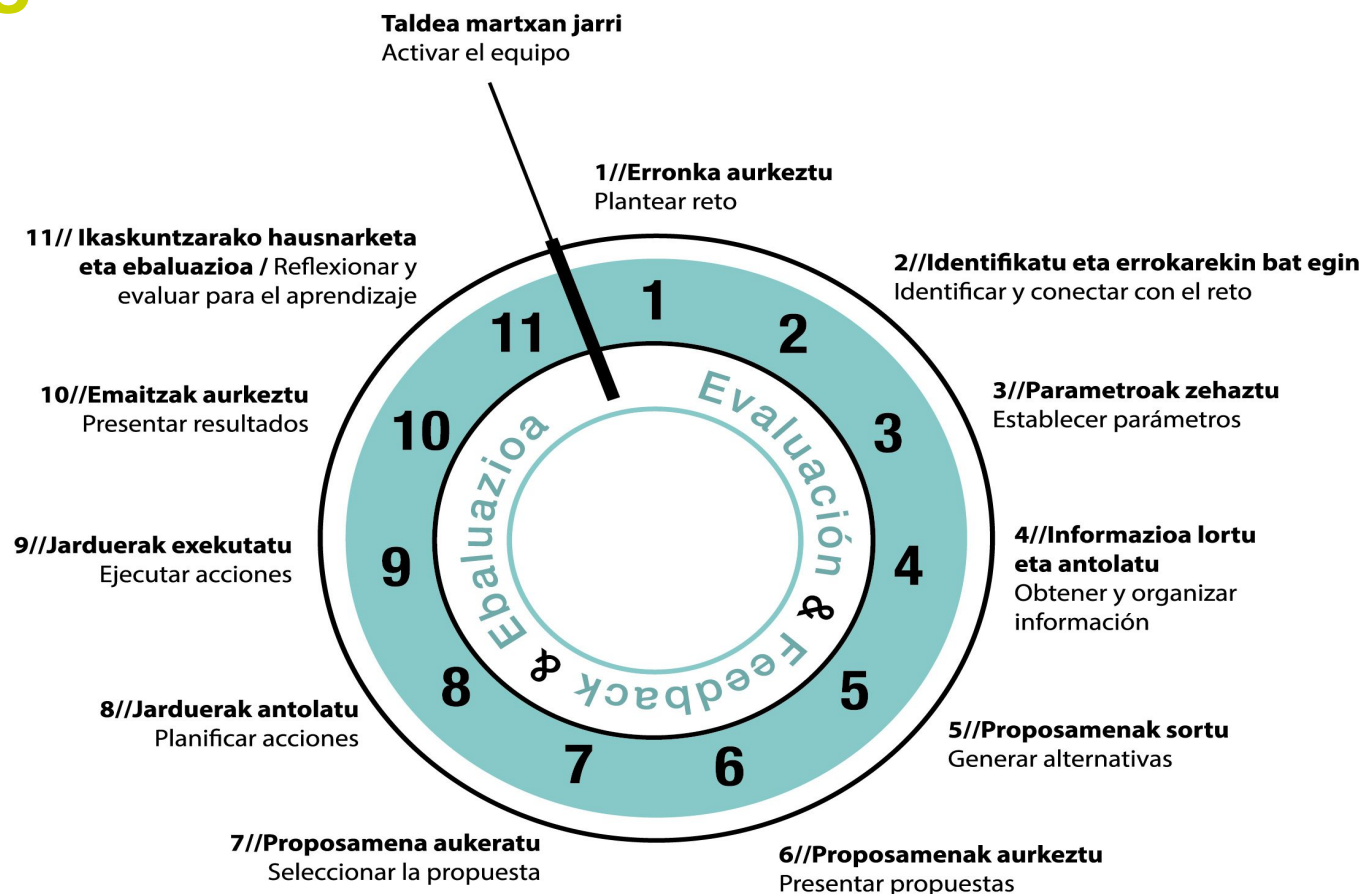 Taldea martxan jarri
Activar el equipo
1//Erronka aurkeztu
Plantear reto
2//Identifikatu eta errokarekin bat egin
Identificar y conectar con el reto
3//Parametroak zehaztu
Establecer parámetros
4//Informazioa lortu
eta antolatu
Obtener y organizar
información
5//Proposamenak sortu
Generar alternativas
6//Proposamenak aurkeztu
Presentar propuestas
7//Proposamena aukeratu
Seleccionar la propuesta
8//Jarduerak antolatu
Planificar acciones
9//Jarduerak exekutatu
Ejecutar acciones
10//Emaitzak aurkeztu
Presentar resultados
11// Ikaskuntzarako hausnarketa
eta ebaluazioa / Reflexionar y
evaluar para el aprendizaje
1
2
3
4
5
6
7
8
9
10
11
Evaluación & Feedback & Ebaluazioa